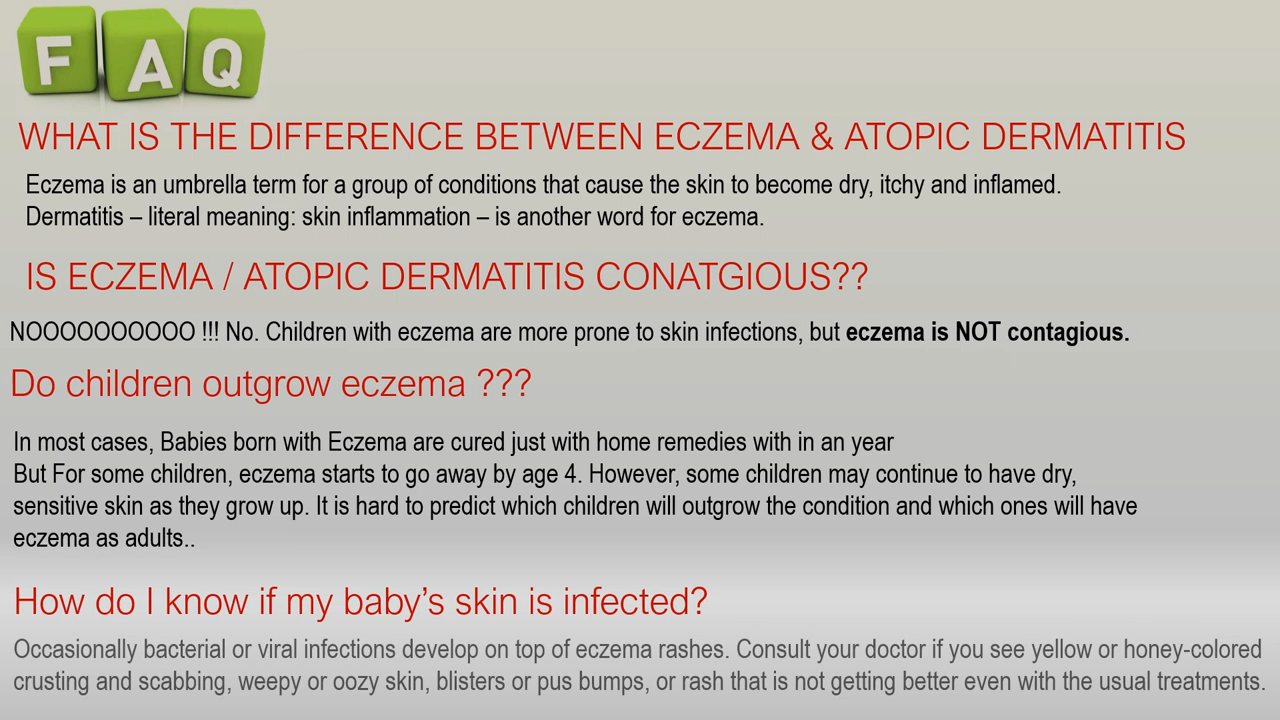 FAQ
WHAT IS THE DIFFERENCE BETWEEN ECZEMA & ATOPIC DERMATITIS
Eczema is an umbrella term for a group of conditions that cause the skin to become dry, itchy and inflamed.
Dermatitis – literal meaning: skin inflammation – is another word for eczema.
IS ECZEMA / ATOPIC DERMATITIS CONATGIOUS??
NOOOOOOOOOO !!! No. Children with eczema are more prone to skin infections, but eczema is NOT contagious.
Do children outgrow eczema ???
In most cases, Babies born with Eczema are cured just with home remedies with in an year
But For some children, eczema starts to go away by age 4. However, some children may continue to have dry,
sensitive skin as they grow up. It is hard to predict which children will outgrow the condition and which ones will have
eczema as adults..
How do I know if my baby’s skin is infected?
Occasionally bacterial or viral infections develop on top of eczema rashes. Consult your doctor if you see yellow or honey-colored
crusting and scabbing, weepy or oozy skin, blisters or pus bumps, or rash that is not getting better even with the usual treatments.